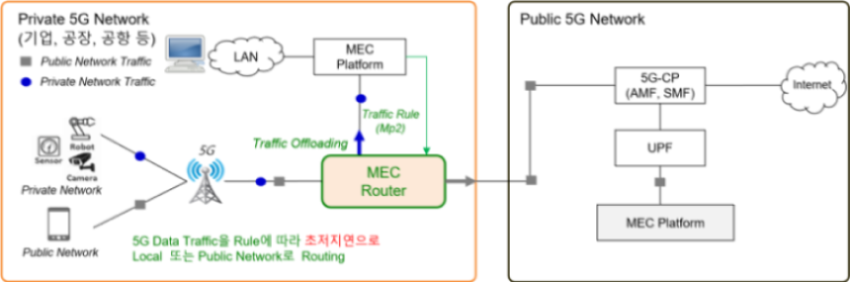 Private 5G Network
(기업, 공장, 공항 등)
Public Network Traffic
Private Network Traffic
LAN
MEC
Platform
Traffic Rule
(Mp2)
Traffic Offloading
Robot
Sensor
Camera
Private Network
5G
MEC
Router
Public Network
5G Data Traffic을 Rule에 따라 초저지연으로
Local 또는 Public Network로 Routing
Public 5G Network
5G-CP
(AMF, SMF)
Internet
UPF
MEC Platform